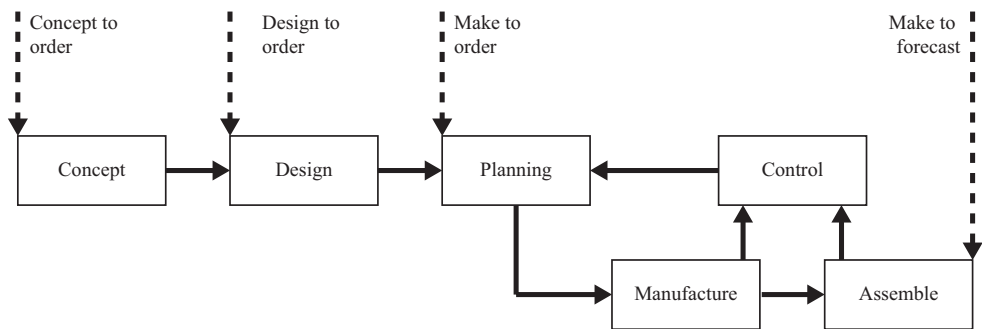 Concept to
order
Design to
order
Make to
order
Make to
forecast
Concept
Design
Planning
Control
Manufacture
Assemble